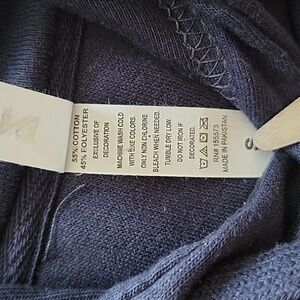 55% COTTON
45% POLYESTER
EXCLUSIVE OF
DECORATION
MACHINE WASH COLD
WITH LIKE COLORS.
ONLY NON CHLORINE
BLEACH WHEN NEEDED.
TUMBLE DRY LOW.
DO NOT IRON IF
DECORATED.
RN# 155573
MADE IN PAKISTAN